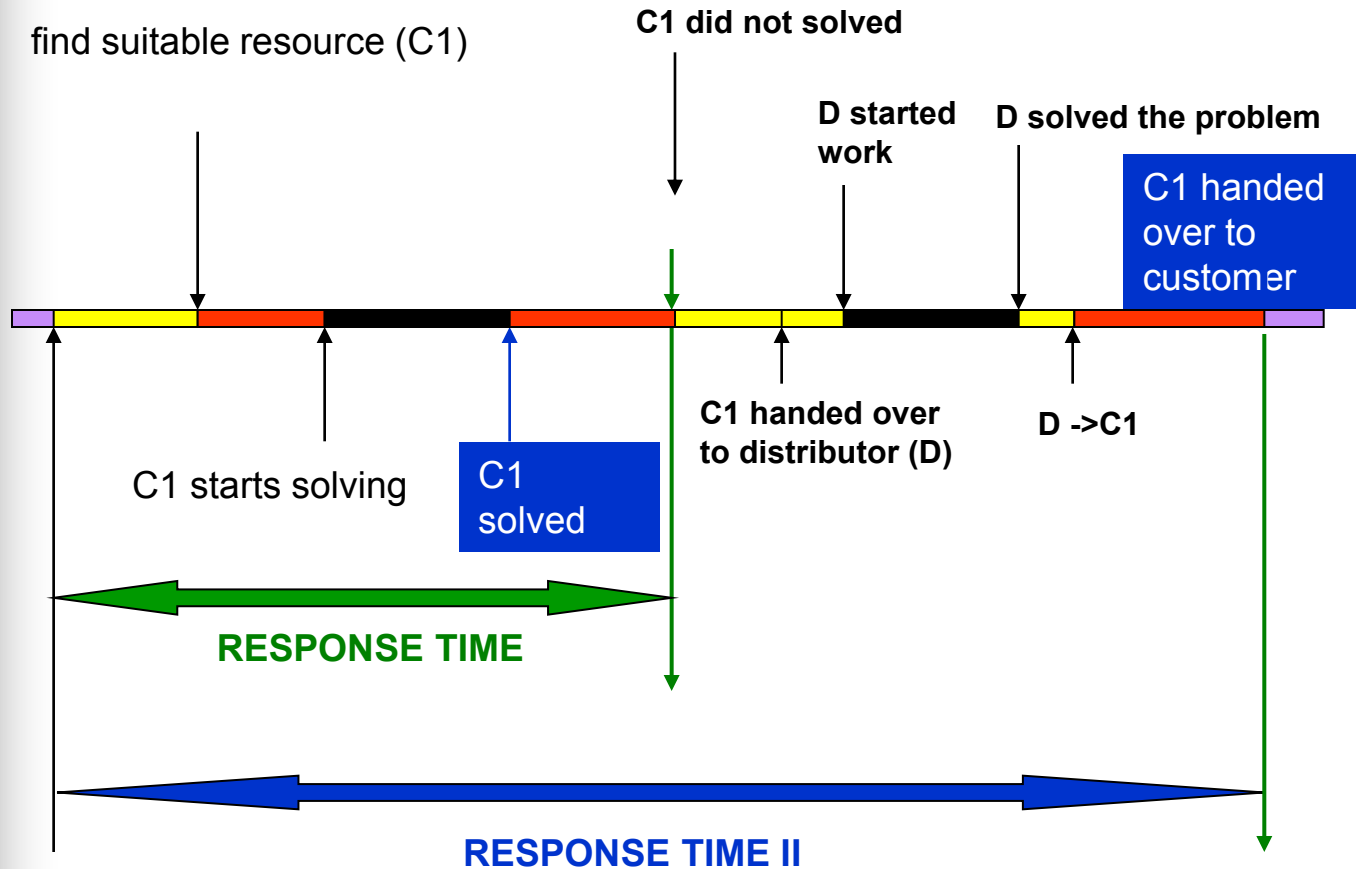 find suitable resource (C1)
C1 did not solved
D started
work
D solved the problem
C1 handed
over to
customer
C1 starts solving
C1
solved
C1 handed over
to distributor (D)
D ->C1
RESPONSE TIME
RESPONSE TIME II